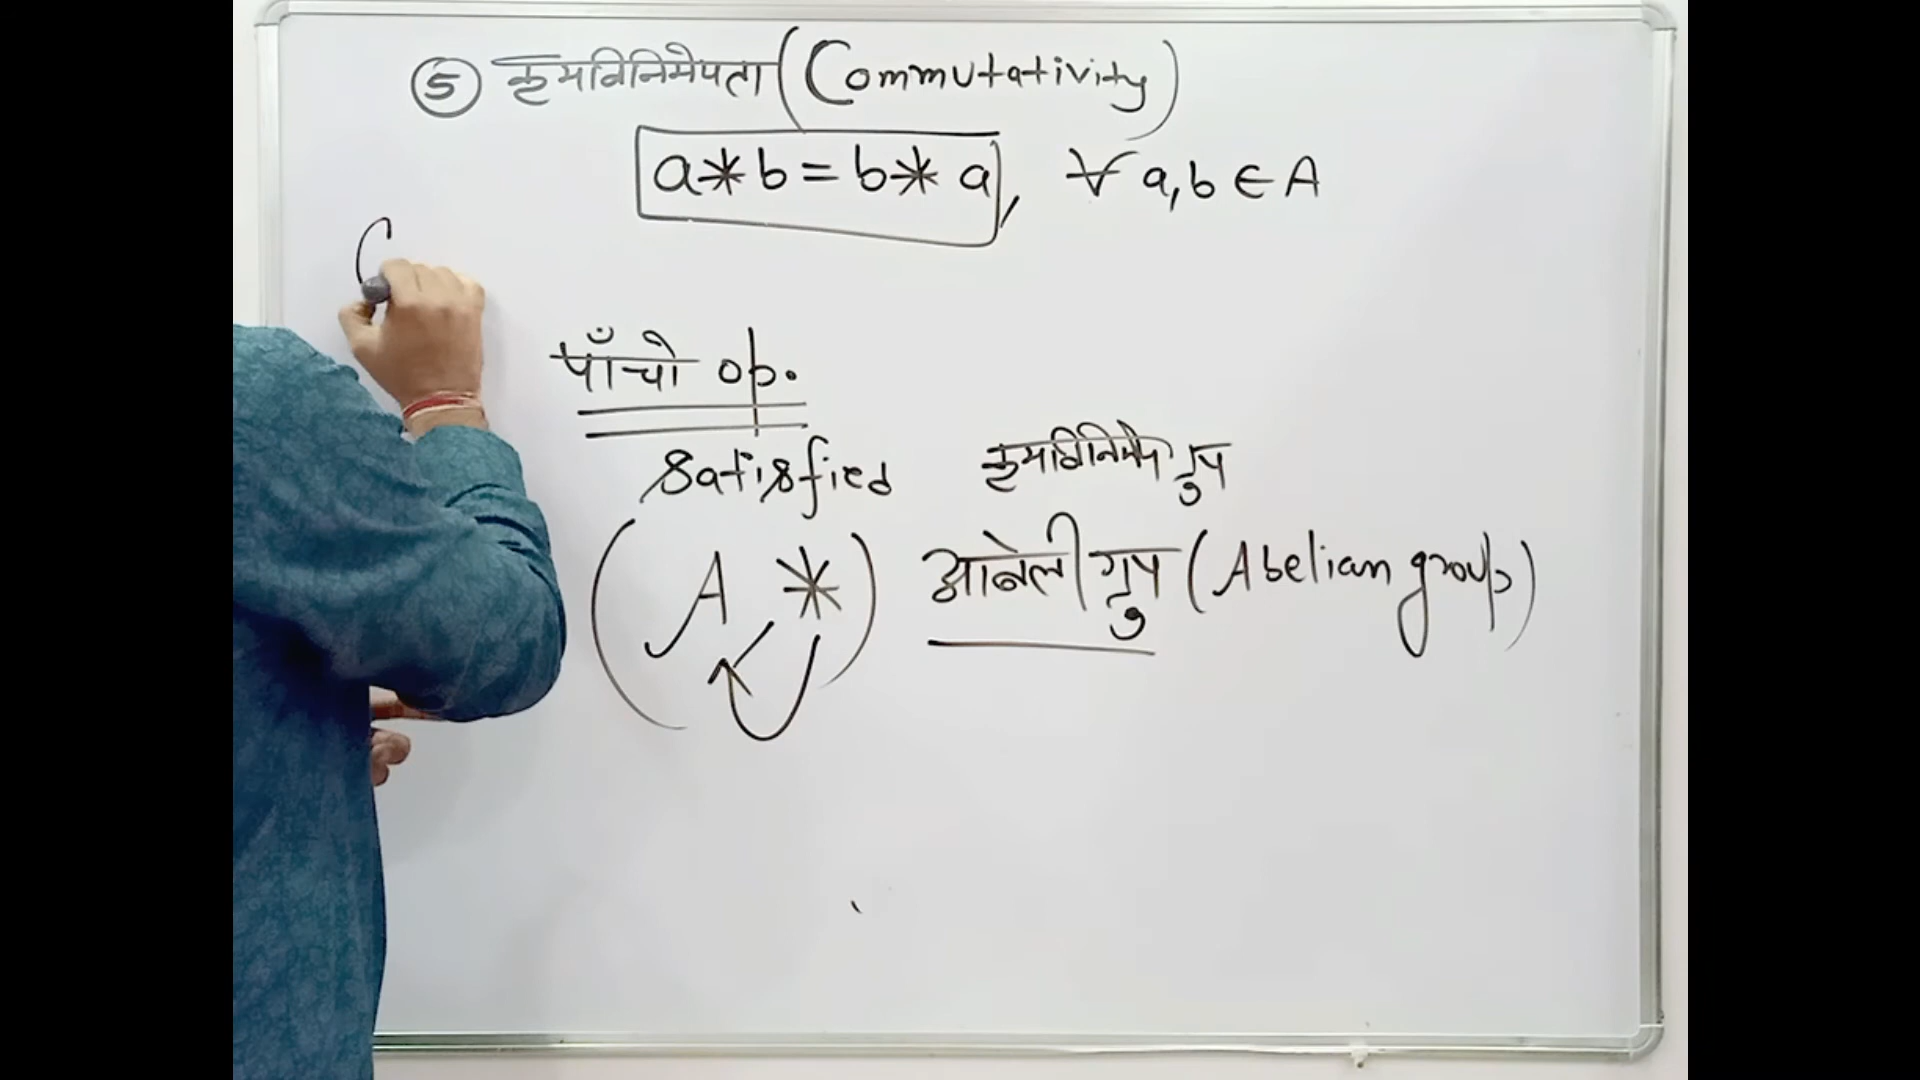 ⑤ क्रमविनिमेयता (Commutativity)
a * b = b * a, ∀ a, b ∈ A
पाँचो op.
Satisfied क्रमविनिमेय ग्रुप
(A *) आबेली ग्रुप (Abelian group)